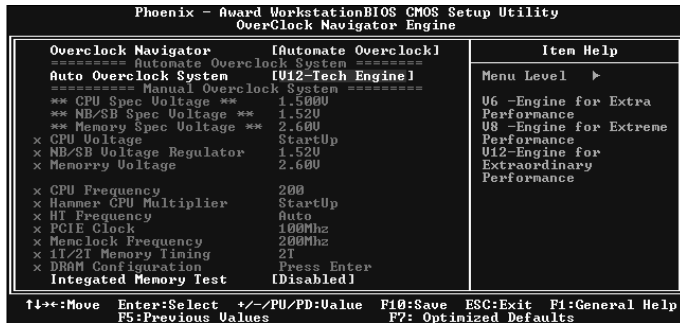 Phoenix – Award WorkstationBIOS CMOS Setup Utility
OverClock Navigator Engine
Overclock Navigator [Automate Overclock]
========= Automate Overclock System ========
Auto Overclock System [V12-Tech Engine]
========== Manual Overclock System =========
** CPU Spec Voltage ** 1.500V
** NB/SB Spec Voltage ** 1.52V
** Memory Spec Voltage ** 2.60V
x CPU Voltage StartUp
x NB/SB Voltage Regulator 1.52V
x Memorry Voltage 2.60V
x CPU Frequency 200
x Hammer CPU Multiplier StartUp
x HT Frequency Auto
x PCIE Clock 100Mhz
x Memclock Frequency 200Mhz
x 1T/2T Memory Timing 2T
x DRAM Configuration Press Enter
Integated Memory Test [Disabled]
Item Help
Menu Level ▶
V6 -Engine for Extra
Performance
V8 -Engine for Extreme
Performance
V12-Engine for
Extraordinary
Performance
↑↓→←:Move Enter:Select +/-/PU/PD:Value F10:Save ESC:Exit F1:General Help
F5:Previous Values F7: Optimized Defaults